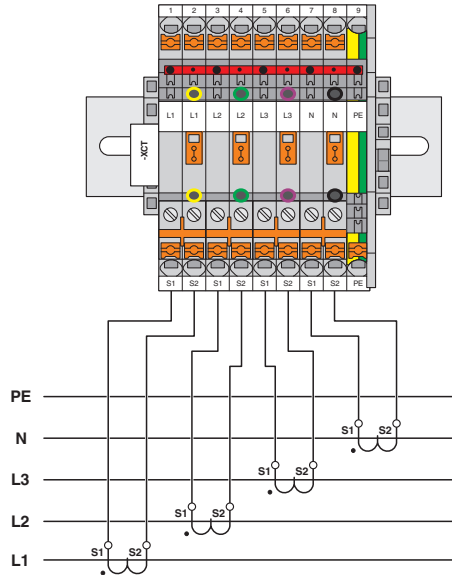 1 2 3 4 5 6 7 8 9
L1 L1 L2 L2 L3 L3 N N PE
-XCT
S1 S2 S1 S2 S1 S2 S1 S2 PE
PE
S1 S2
N
S1 S2
L3
S1 S2
L2
S1 S2
L1